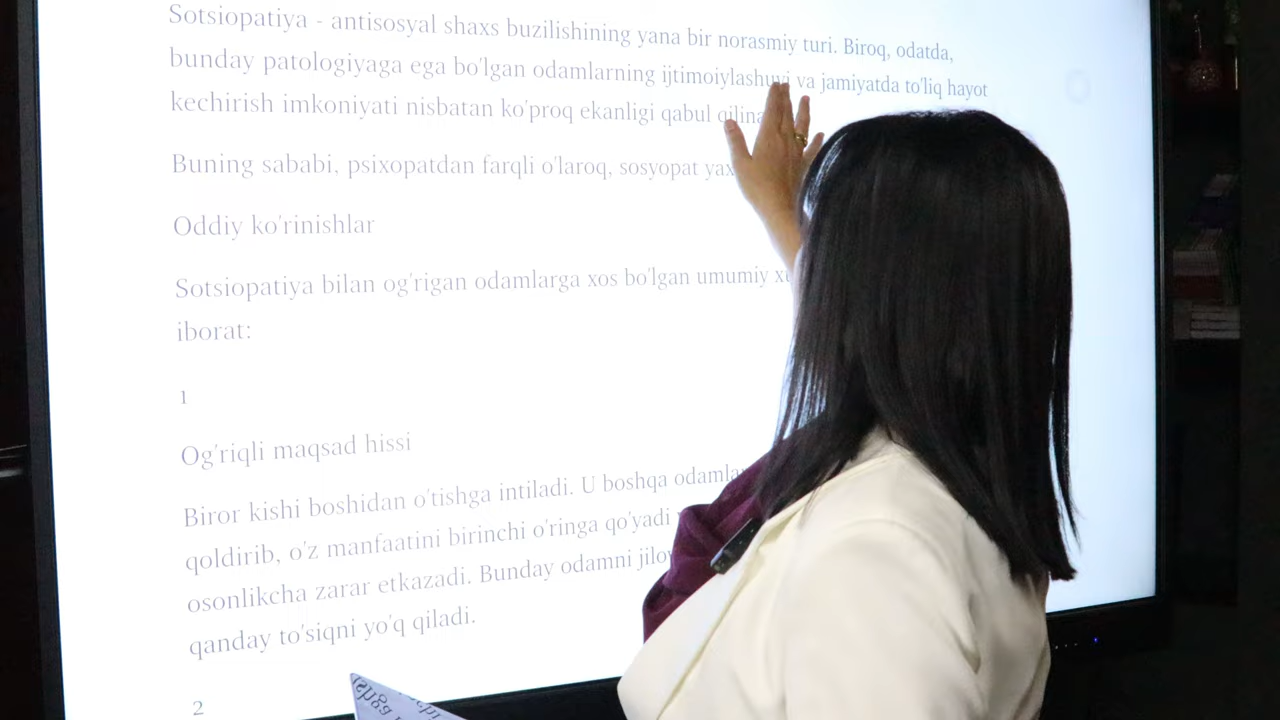 Sotsiopatiya - antisosyal shaxs buzilishining yana bir norasmiy turi. Biroq, odatda,
bunday patologiyaga ega bo'lgan odamlarning ijtimoiylashuvi va jamiyatda to'liq hayot
kechirish imkoniyati nisbatan ko'proq ekanligi qabul
Buning sababi, psixopatdan farqli o'laroq, sosyopat
Oddiy ko'rinishlar
Sotsiopatiya bilan og'rigan odamlarga xos bo'lgan umumiy
iborat:
1
Og'riqli maqsad hissi
Biror kishi boshidan o'tishga intiladi. U boshqa
qoldirib, o'z manfaatini birinchi o'ringa qo'yadi
osonlikcha zarar etkazadi. Bunday odamni
qanday to'siqni yo'q qiladi.
2